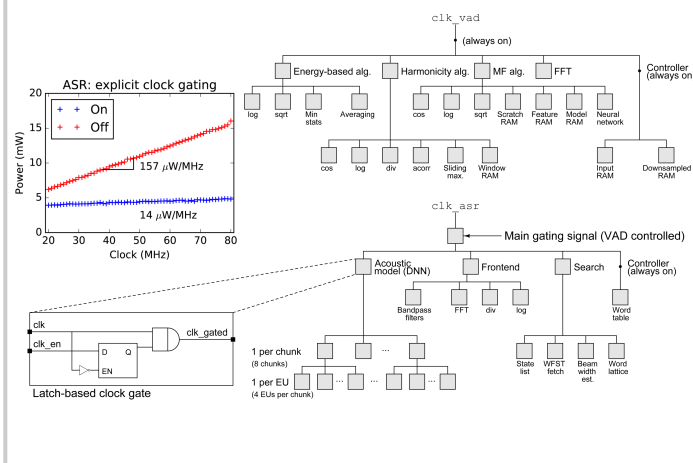 clk_vad
(always on)
Energy-based alg.
Harmonicity alg.
MF alg.
FFT
Controller
(always on
log
sqrt
Min
stats
Averaging
cos
log
sqrt
Scratch
RAM
Feature
RAM
Model
RAM
Neural
network
cos
log
div
acorr
Sliding
max.
Window
RAM
Input
RAM
Downsampled
RAM
ASR: explicit clock gating
On
Off
Power (mW)
20
15
10
5
0
157 μW/MHz
14 μW/MHz
20
30
40
50
60
70
80
Clock (MHz)
clk_asr
Main gating signal (VAD controlled)
Acoustic
model (DNN)
Frontend
Search
Controller
(always on)
Bandpass
filters
FFT
div
log
Word
table
1 per chunk
(8 chunks)
...
1 per EU
(4 EUs per chunk)
...
...
...
State
list
WFST
fetch
Beam
width
est.
Word
lattice
clk
clk_en
D
Q
EN
clk_gated
Latch-based clock gate